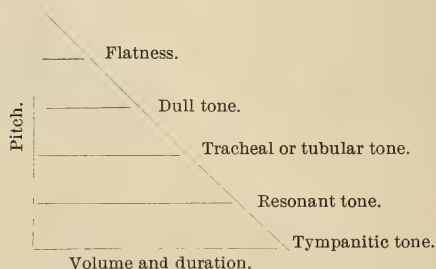 Flatness.
Dull tone.
Pitch.
Tracheal or tubular tone.
Resonant tone.
Tympanitic tone.
Volume and duration.